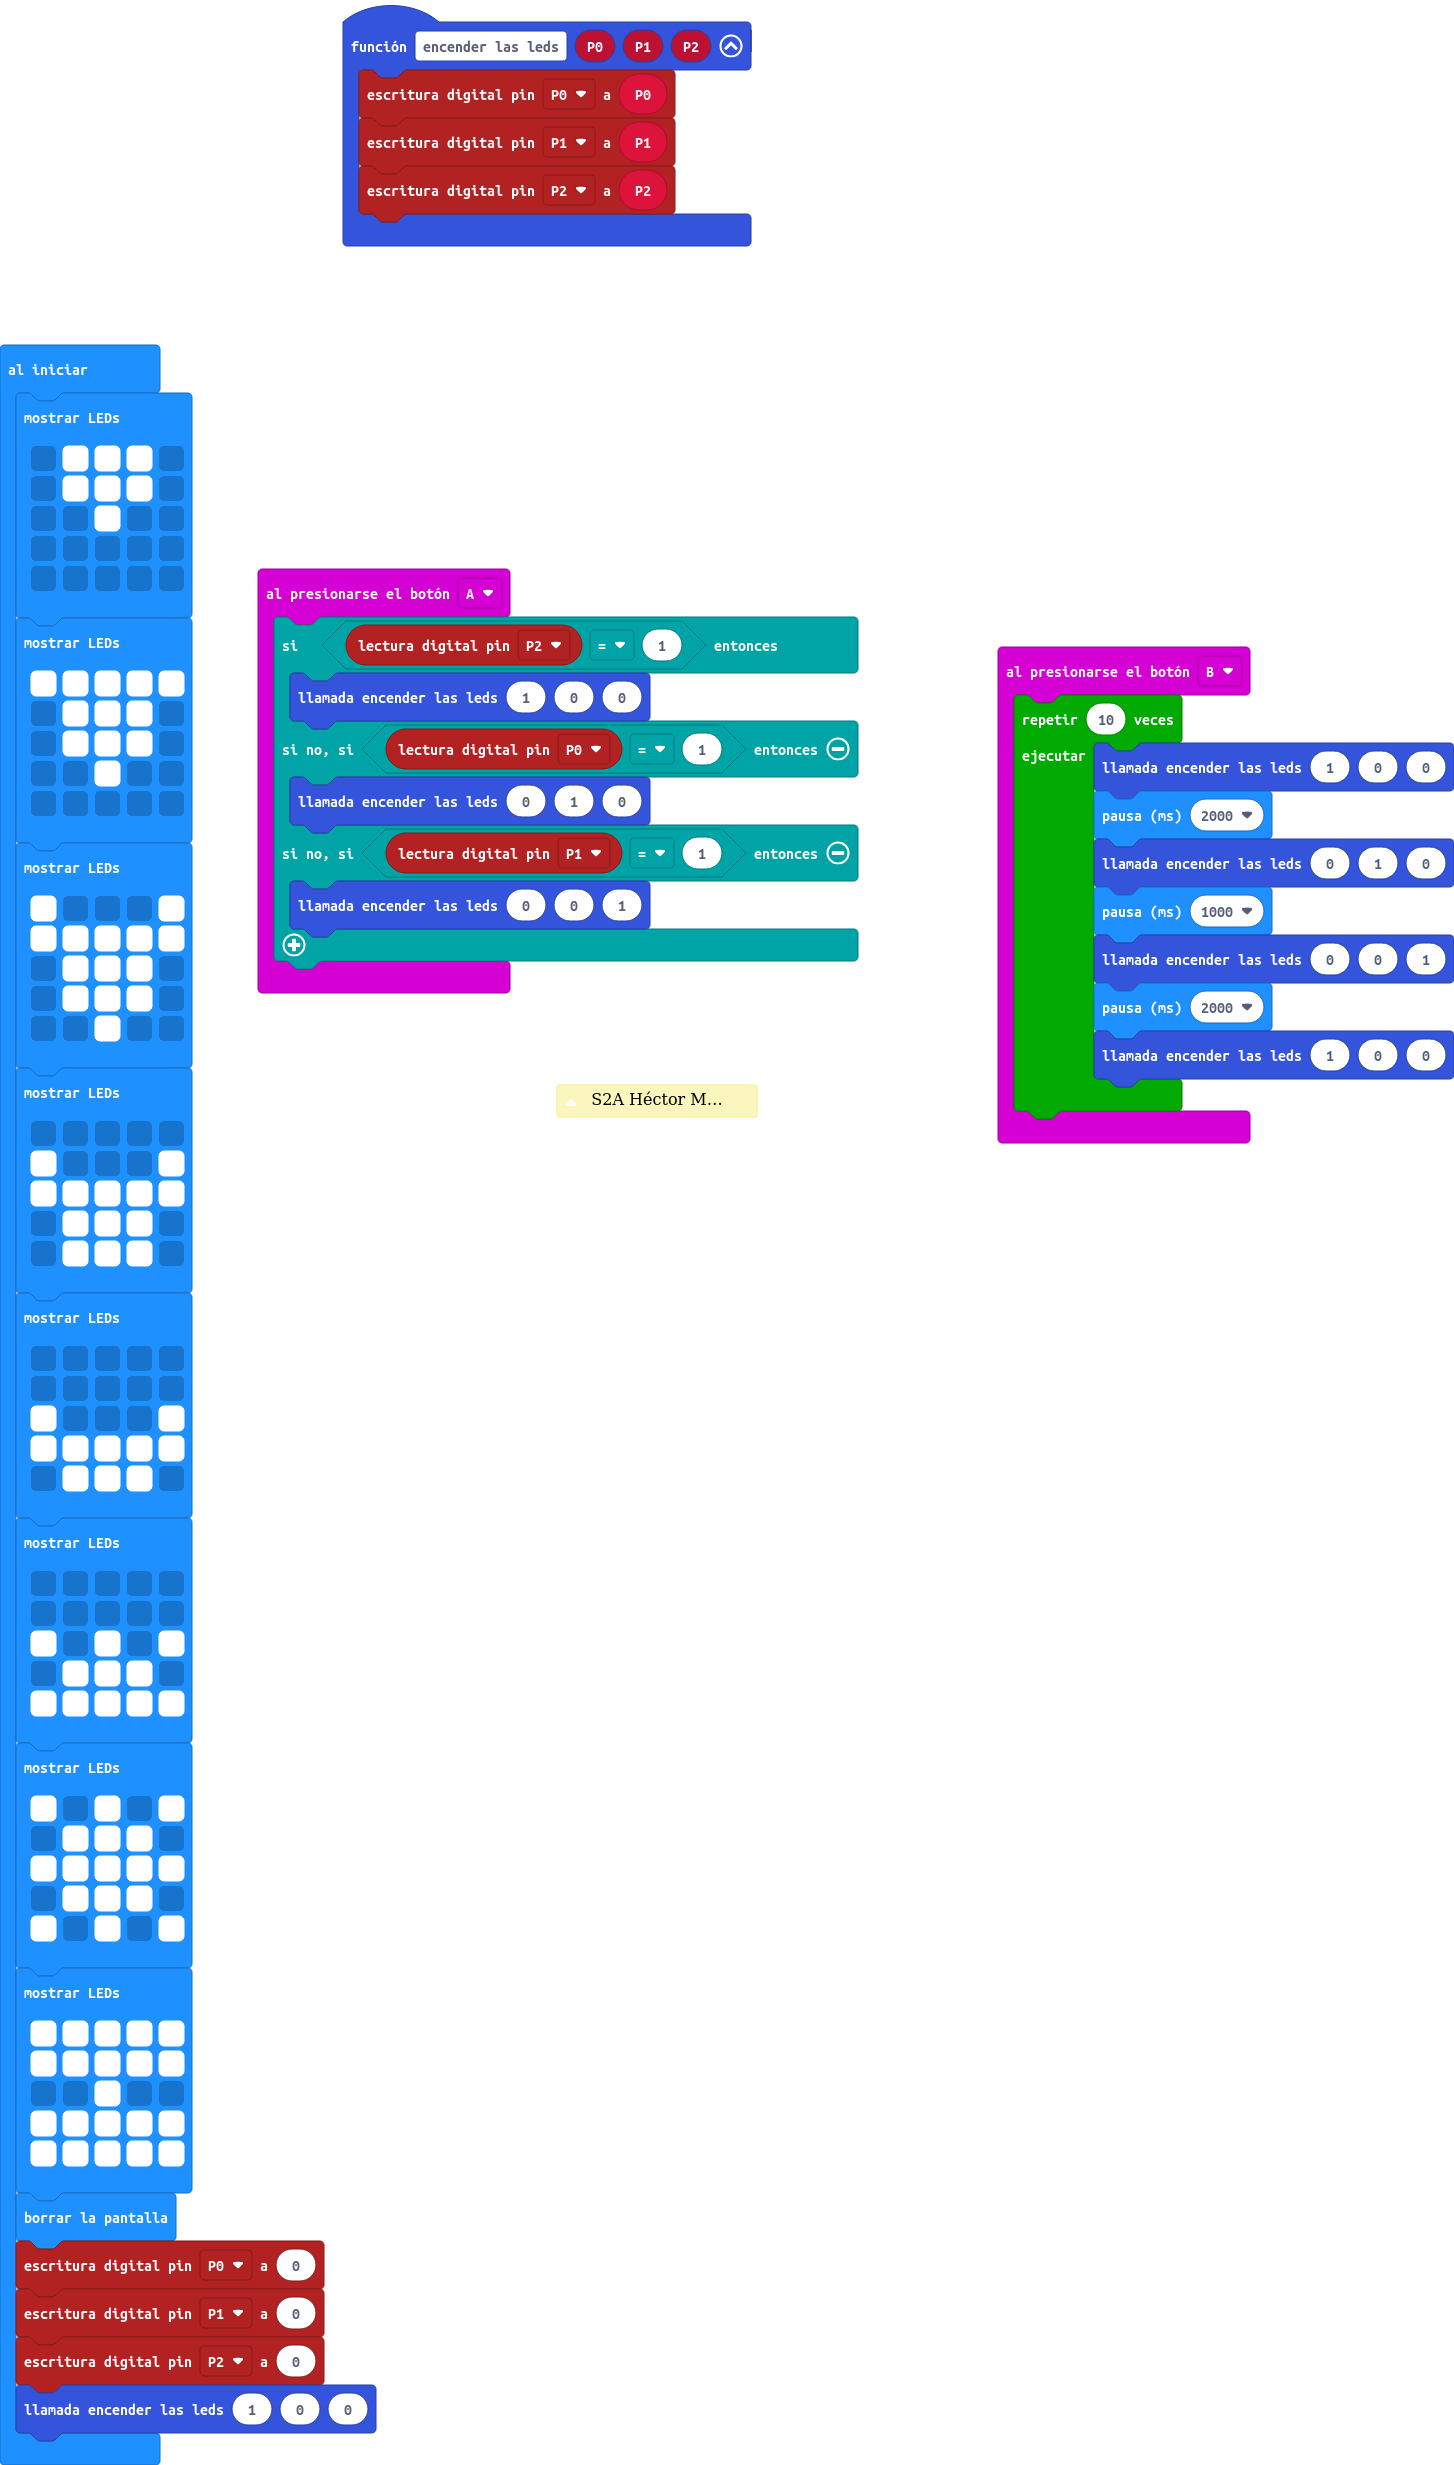 función encender las leds P0 P1 P2
escritura digital pin P0 a P0
escritura digital pin P1 a P1
escritura digital pin P2 a P2
al iniciar
mostrar LEDs
mostrar LEDs
mostrar LEDs
mostrar LEDs
mostrar LEDs
mostrar LEDs
mostrar LEDs
mostrar LEDs
borrar la pantalla
escritura digital pin P0 a 0
escritura digital pin P1 a 0
escritura digital pin P2 a 0
llamada encender las leds 1 0 0
al presionarse el botón A
si lectura digital pin P2 = 1 entonces
llamada encender las leds 1 0 0
si no, si lectura digital pin P0 = 1 entonces
llamada encender las leds 0 1 0
si no, si lectura digital pin P1 = 1 entonces
llamada encender las leds 0 0 1
S2A Héctor M...
al presionarse el botón B
repetir 10 veces
ejecutar llamada encender las leds 1 0 0
pausa (ms) 2000
llamada encender las leds 0 1 0
pausa (ms) 1000
llamada encender las leds 0 0 1
pausa (ms) 2000
llamada encender las leds 1 0 0